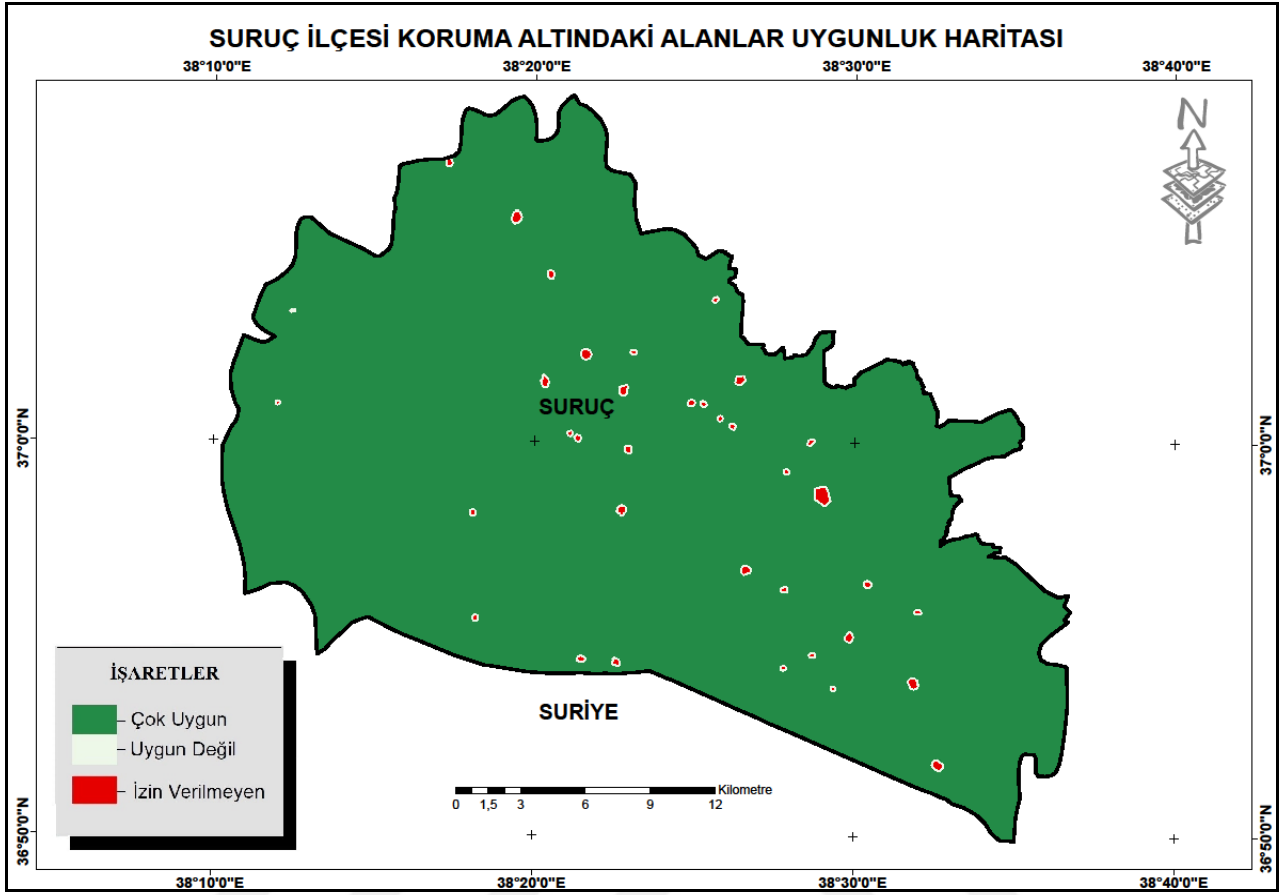 SURUÇ İLÇESİ KORUMA ALTINDAKİ ALANLAR UYGUNLUK HARİTASI
38°10'0"E 38°20'0"E 38°30'0"E 38°40'0"E
N
SURUÇ
37°0'0"N 37°0'0"N
İŞARETLER
Çok Uygun
Uygun Değil
İzin Verilmeyen
SURİYE
Kilometre
0 1,5 3 6 9 12
36°50'0"N 36°50'0"N
38°10'0"E 38°20'0"E 38°30'0"E 38°40'0"E